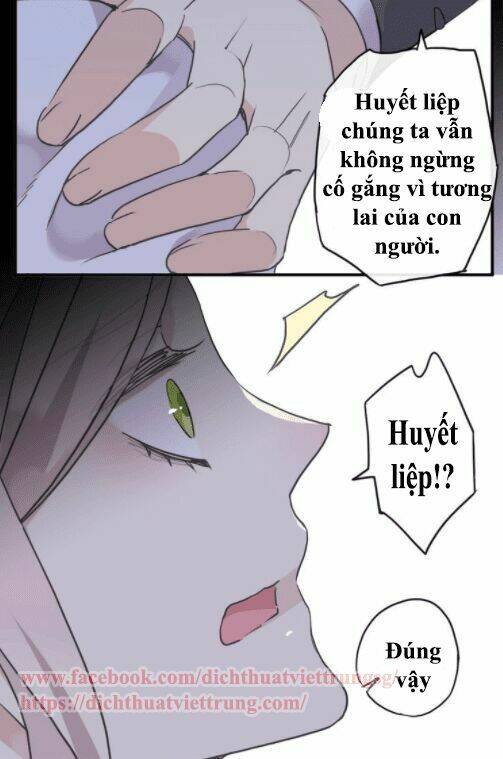 Huyết liệp
chúng ta vẫn
không ngừng
cố gắng vì tương
lai của con
người.
Huyết
liệp!?
Đúng
vậy
www.facebook.com/dichthuatviettrung.g/
https://dichthuatviettrung.com/